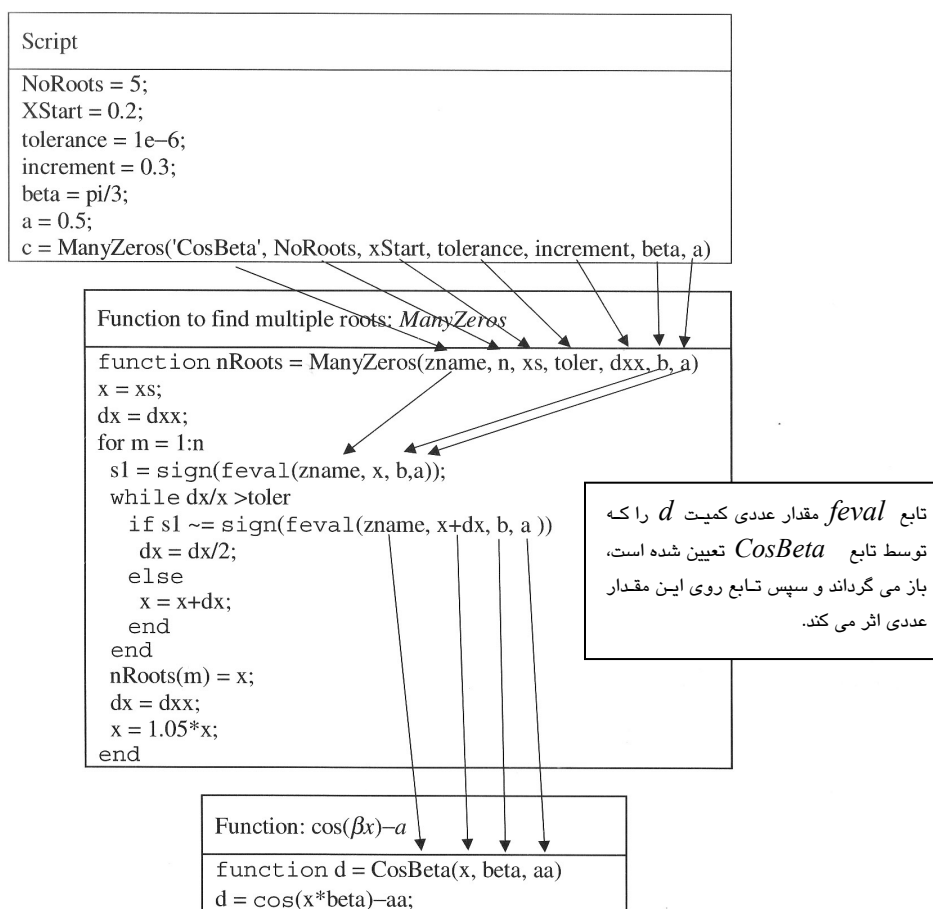 Script
NoRoots = 5;
XStart = 0.2;
tolerance = 1e–6;
increment = 0.3;
beta = pi/3;
a = 0.5;
c = ManyZeros('CosBeta', NoRoots, xStart, tolerance, increment, beta, a)
Function to find multiple roots: ManyZeros
function nRoots = ManyZeros(zname, n, xs, toler, dxx, b, a)
x = xs;
dx = dxx;
for m = 1:n
s1 = sign(feval(zname, x, b,a));
while dx/x >toler
if s1 ~= sign(feval(zname, x+dx, b, a ))
dx = dx/2;
else
x = x+dx;
end
end
nRoots(m) = x;
dx = dxx;
x = 1.05*x;
end
تابع feval مقدار عددی کمیت d را که
توسط تابع CosBeta تعیین شده است،
باز می گرداند و سپس تابع روی این مقدار
عددی اثر می کند.
Function: cos(βx)–a
function d = CosBeta(x, beta, aa)
d = cos(x*beta)–aa;